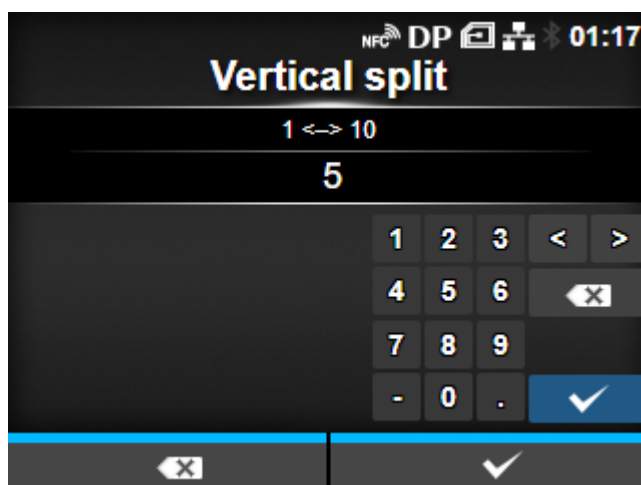 NFC DP 01:17
Vertical split
1 <--> 10
5
1 2 3 < >
4 5 6
7 8 9
- 0 .